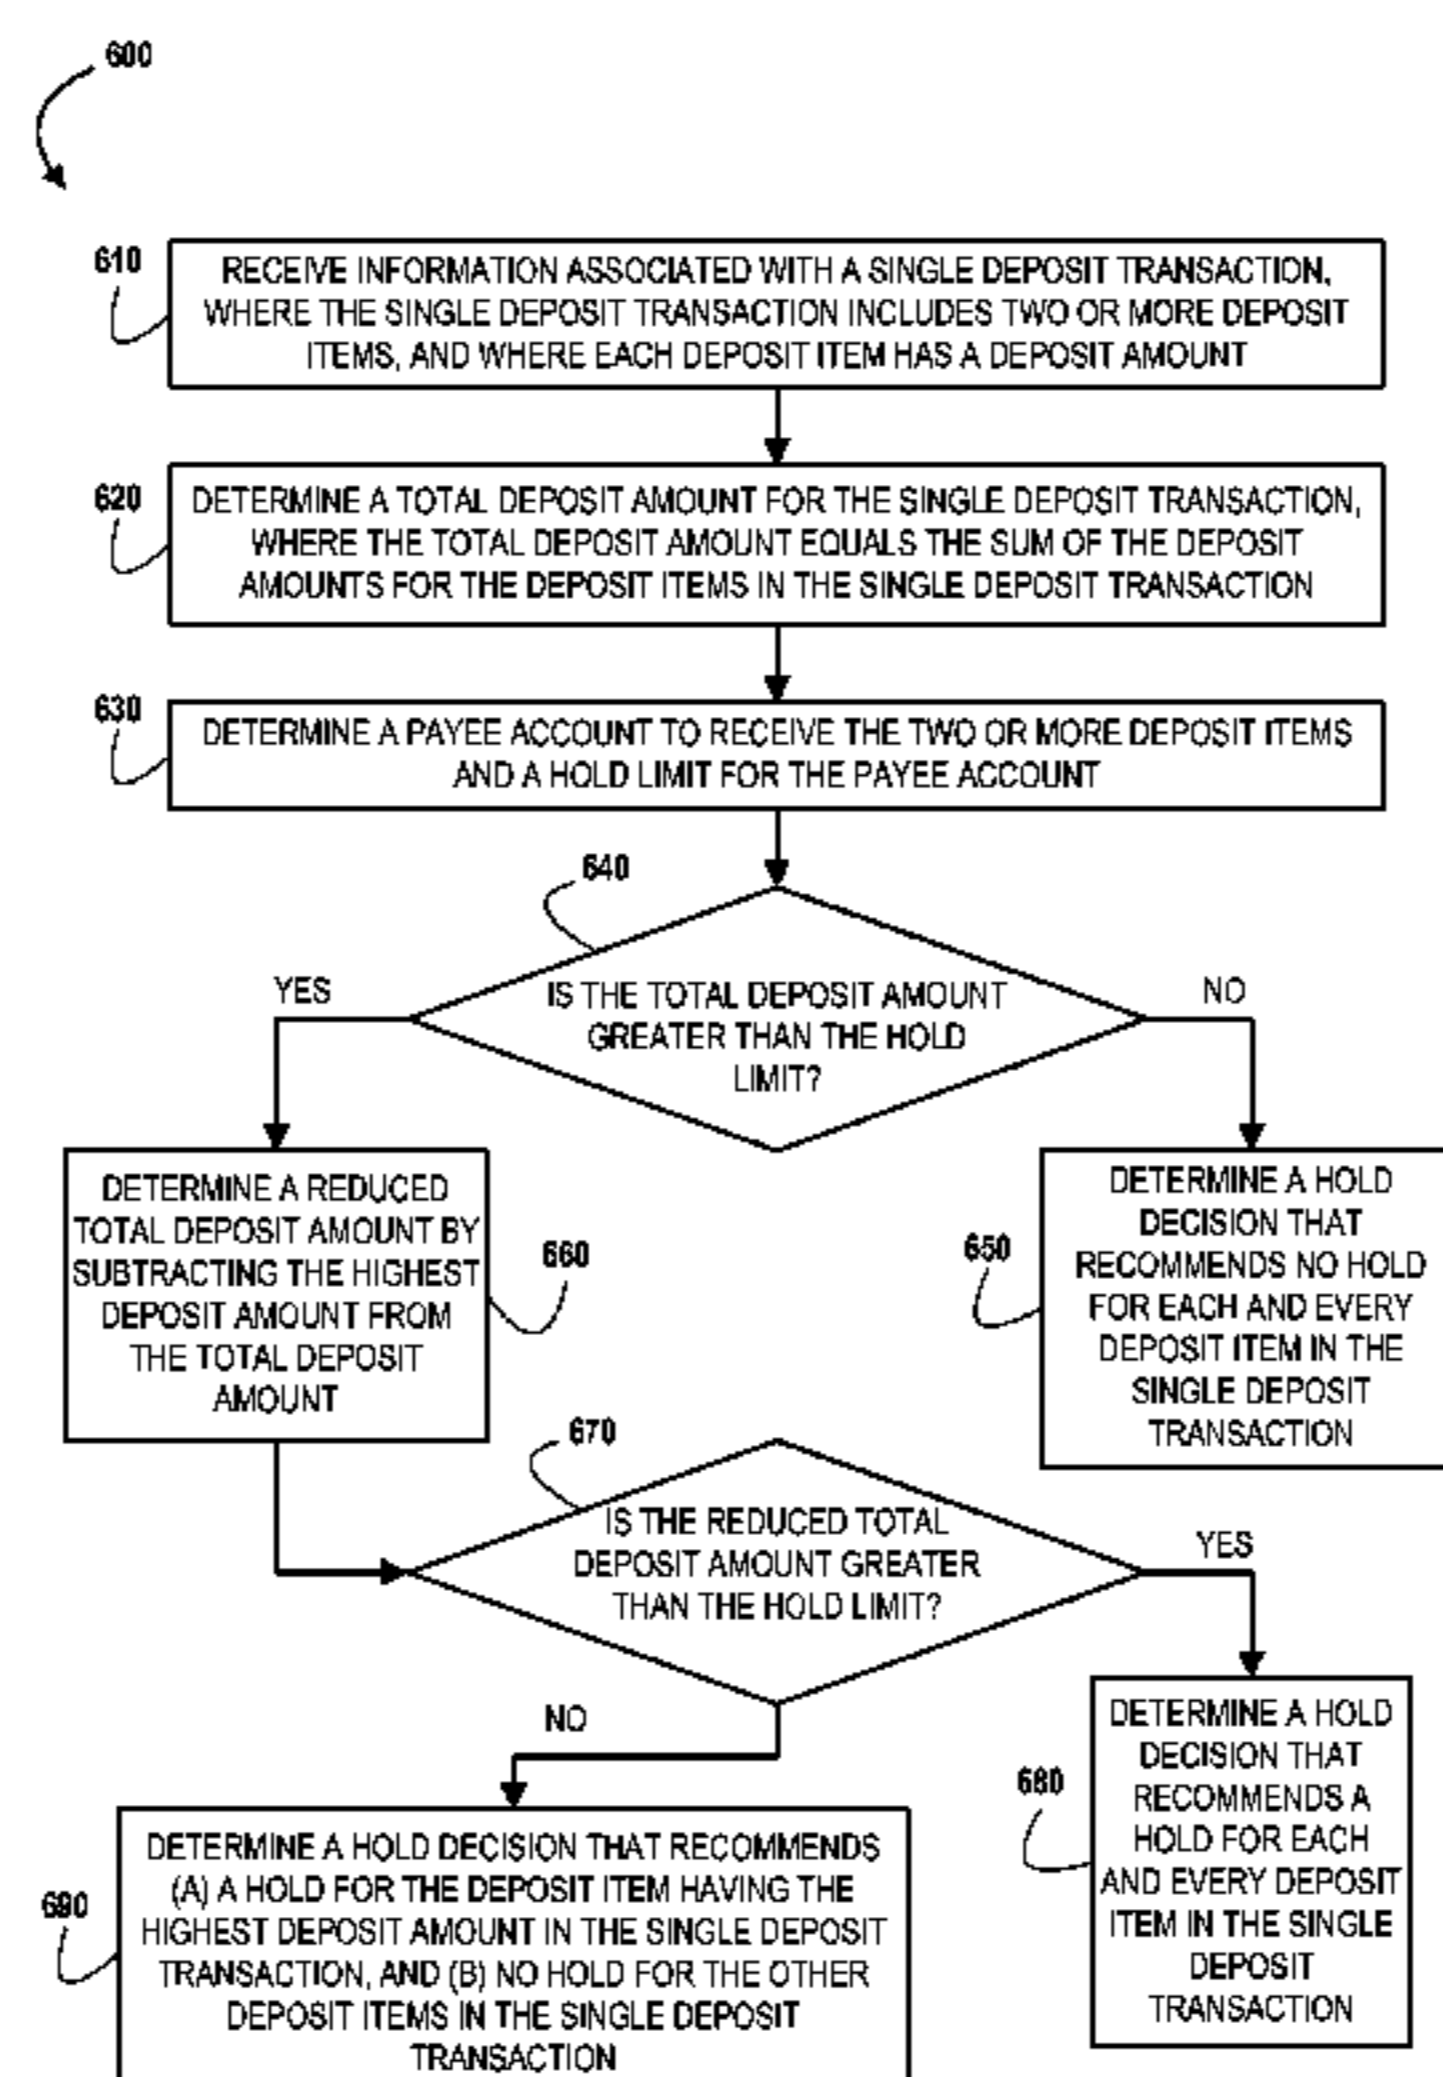 600
610
RECEIVE INFORMATION ASSOCIATED WITH A SINGLE DEPOSIT TRANSACTION,
WHERE THE SINGLE DEPOSIT TRANSACTION INCLUDES TWO OR MORE DEPOSIT
ITEMS, AND WHERE EACH DEPOSIT ITEM HAS A DEPOSIT AMOUNT
620
DETERMINE A TOTAL DEPOSIT AMOUNT FOR THE SINGLE DEPOSIT TRANSACTION,
WHERE THE TOTAL DEPOSIT AMOUNT EQUALS THE SUM OF THE DEPOSIT
AMOUNTS FOR THE DEPOSIT ITEMS IN THE SINGLE DEPOSIT TRANSACTION
630
DETERMINE A PAYEE ACCOUNT TO RECEIVE THE TWO OR MORE DEPOSIT ITEMS
AND A HOLD LIMIT FOR THE PAYEE ACCOUNT
640
IS THE TOTAL DEPOSIT AMOUNT
GREATER THAN THE HOLD
LIMIT?
YES
NO
DETERMINE A REDUCED
TOTAL DEPOSIT AMOUNT BY
SUBTRACTING THE HIGHEST
DEPOSIT AMOUNT FROM
THE TOTAL DEPOSIT
AMOUNT
660
650
DETERMINE A HOLD
DECISION THAT
RECOMMENDS NO HOLD
FOR EACH AND EVERY
DEPOSIT ITEM IN THE
SINGLE DEPOSIT
TRANSACTION
670
IS THE REDUCED TOTAL
DEPOSIT AMOUNT GREATER
THAN THE HOLD LIMIT?
YES
NO
680
DETERMINE A HOLD
DECISION THAT
RECOMMENDS A
HOLD FOR EACH
AND EVERY DEPOSIT
ITEM IN THE SINGLE
DEPOSIT
TRANSACTION
690
DETERMINE A HOLD DECISION THAT RECOMMENDS
(A) A HOLD FOR THE DEPOSIT ITEM HAVING THE
HIGHEST DEPOSIT AMOUNT IN THE SINGLE DEPOSIT
TRANSACTION, AND (B) NO HOLD FOR THE OTHER
DEPOSIT ITEMS IN THE SINGLE DEPOSIT
TRANSACTION